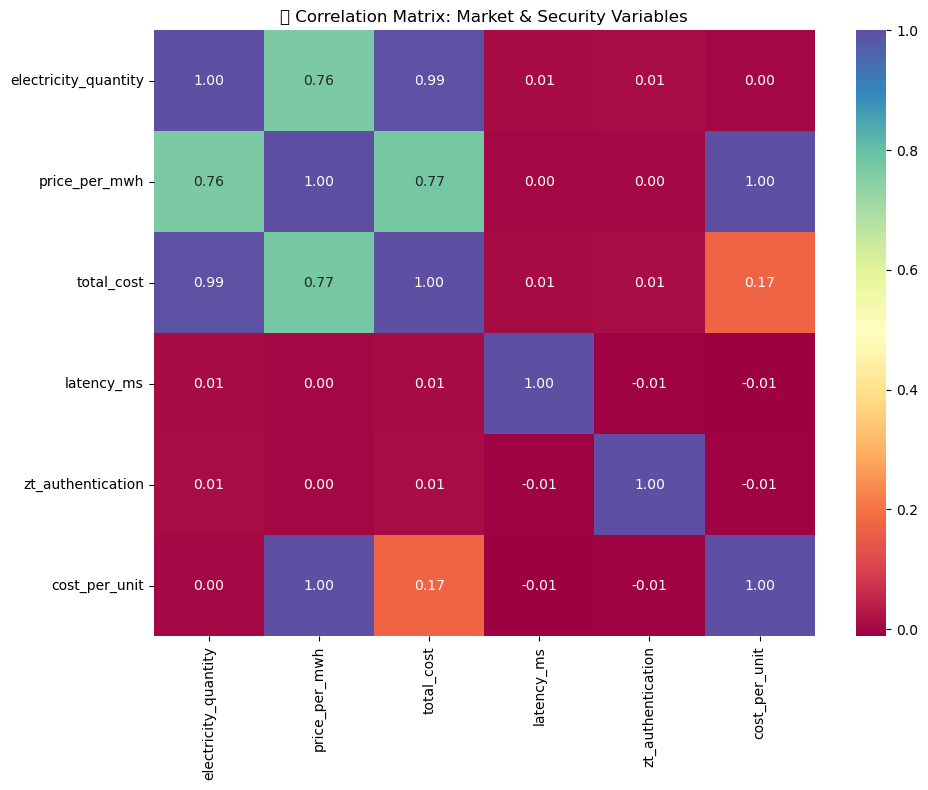 ▯ Correlation Matrix: Market & Security Variables
electricity_quantity 1.00 0.76 0.99 0.01 0.01 0.00
price_per_mwh 0.76 1.00 0.77 0.00 0.00 1.00
total_cost 0.99 0.77 1.00 0.01 0.01 0.17
latency_ms 0.01 0.00 0.01 1.00 -0.01 -0.01
zt_authentication 0.01 0.00 0.01 -0.01 1.00 -0.01
cost_per_unit 0.00 1.00 0.17 -0.01 -0.01 1.00
electricity_quantity
price_per_mwh
total_cost
latency_ms
zt_authentication
cost_per_unit
1.0
0.8
0.6
0.4
0.2
0.0